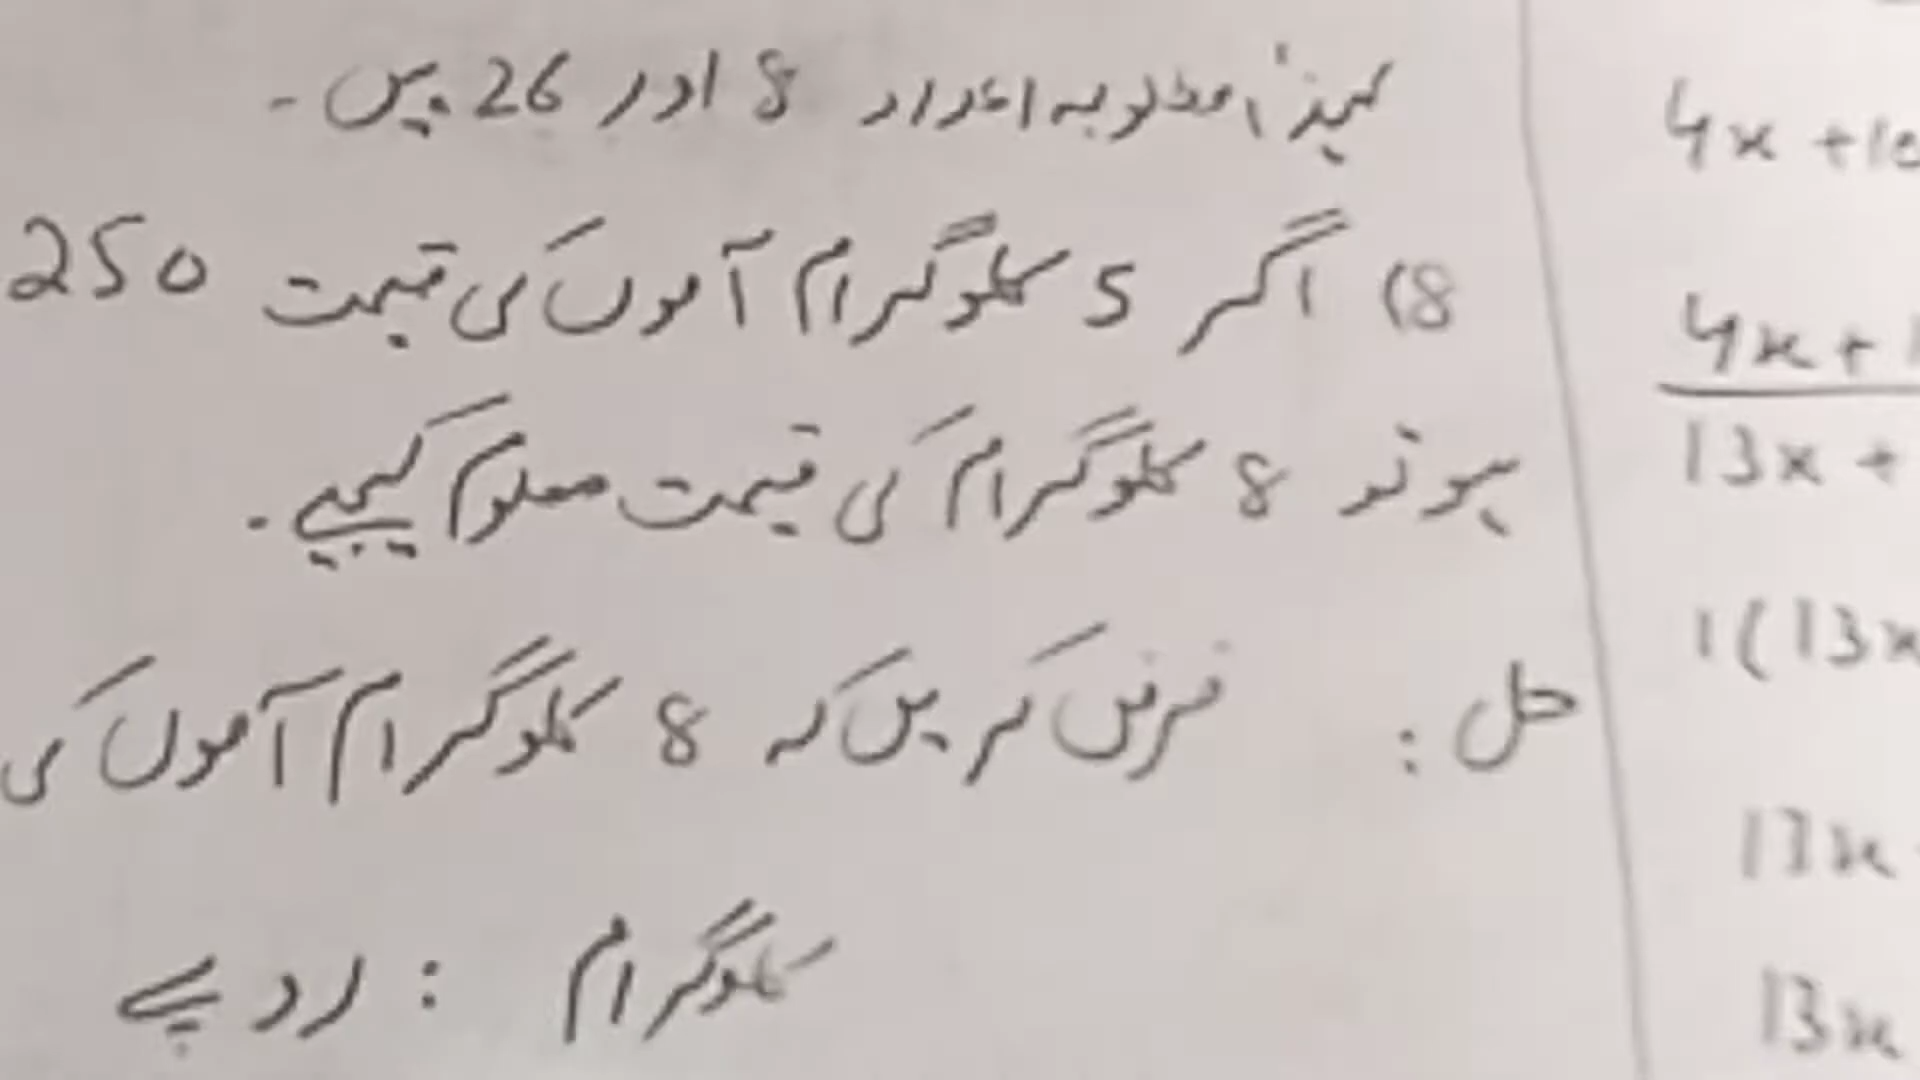 لہٰذا مطلوبہ اعداد 8 اور 26 ہیں۔
8) اگر 5 کلوگرام آموں کی قیمت 250
ہو تو 8 کلوگرام کی قیمت معلوم کیجیے۔
حل : فرض کریں کہ 8 کلوگرام آموں کی
کلوگرام : روپے
4x +10
4x +
13x +
1(13x
13x
13x